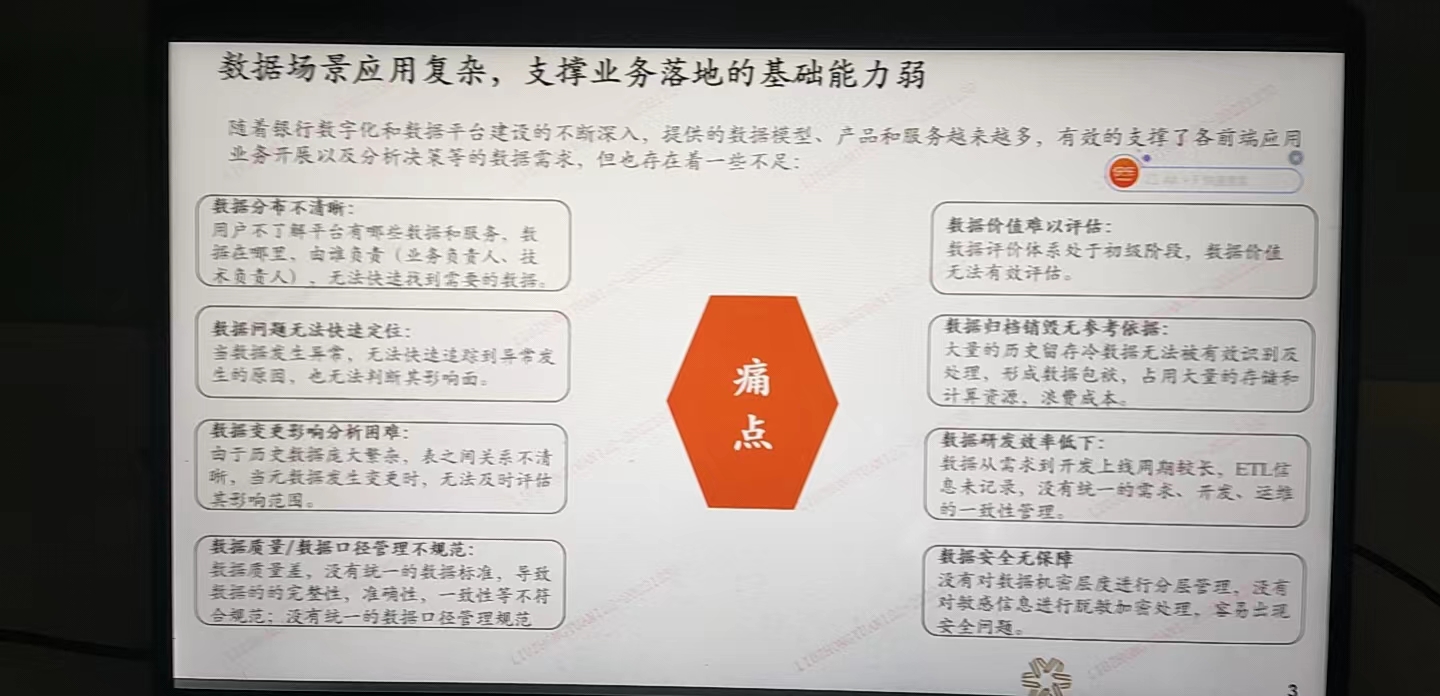 数据场景应用复杂，支撑业务落地的基础能力弱
随着银行数字化和数据平台建设的不断深入，提供的数据模型、产品和服务越来越多，有效的支撑了各前端应用
业务开展以及分析决策等的数据需求，但也存在着一些不足：
数据分布不清晰：
用户不了解平台有哪些数据和服务、数
据在哪里、由谁负责（业务负责人、技
术负责人）、无法快速找到需要的数据。
数据问题无法快速定位：
当数据发生异常，无法快速追踪到异常发
生的原因，也无法判断其影响面。
数据变更影响分析困难：
由于历史数据庞大繁杂，表之间关系不清
晰，当元数据发生变更时，无法及时评估
其影响范围。
数据质量/数据口径管理不规范：
数据质量差，没有统一的数据标准，导致
数据的的完整性，准确性，一致性等不符
合规范；没有统一的数据口径管理规范
痛
点
数据价值难以评估：
数据评价体系处于初级阶段，数据价值
无法有效评估。
数据归档销毁无参考依据：
大量的历史留存冷数据无法被有效识别及
处理，形成数据包袱，占用大量的存储和
计算资源，浪费成本。
数据研发效率低下：
数据从需求到开发上线周期较长，ETL信
息未记录，没有统一的需求、开发、运维
的一致性管理。
数据安全无保障
没有对数据机密层度进行分层管理，没有
对敏感信息进行脱敏加密处理，容易出现
安全问题。
3